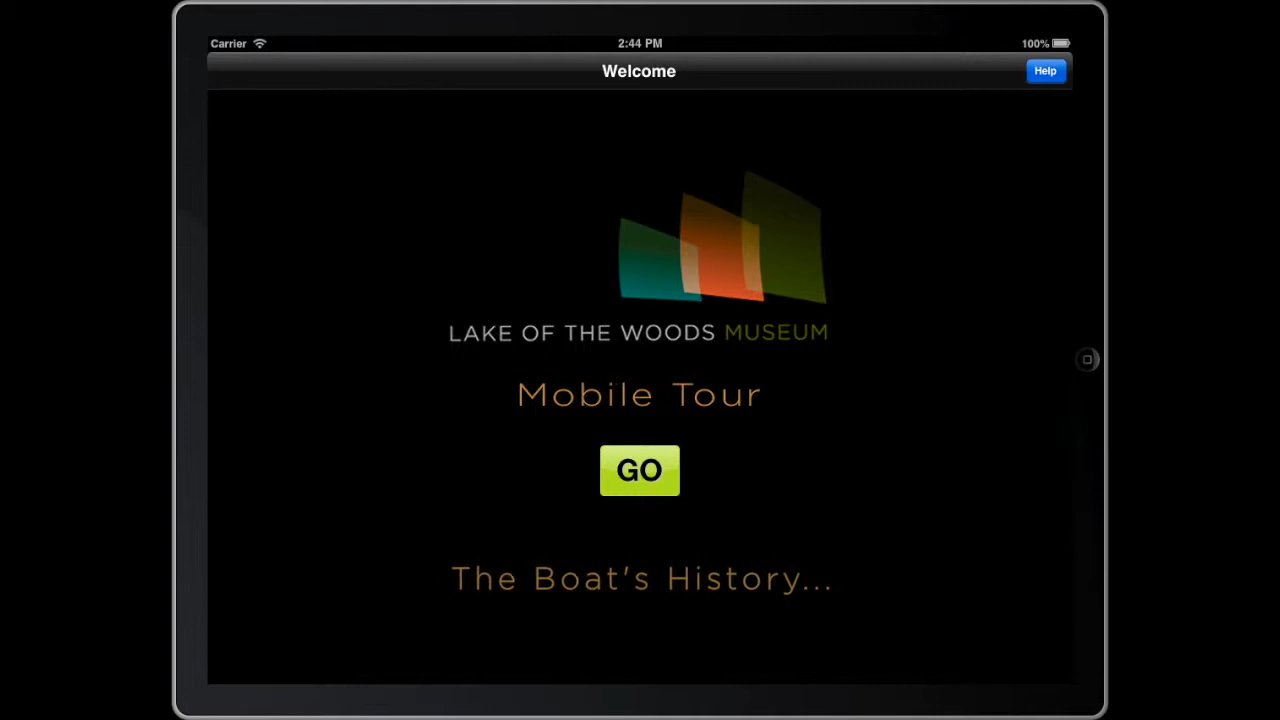 Carrier
2:44 PM
100%
Welcome
Help
LAKE OF THE WOODS MUSEUM
Mobile Tour
GO
The Boat's History...